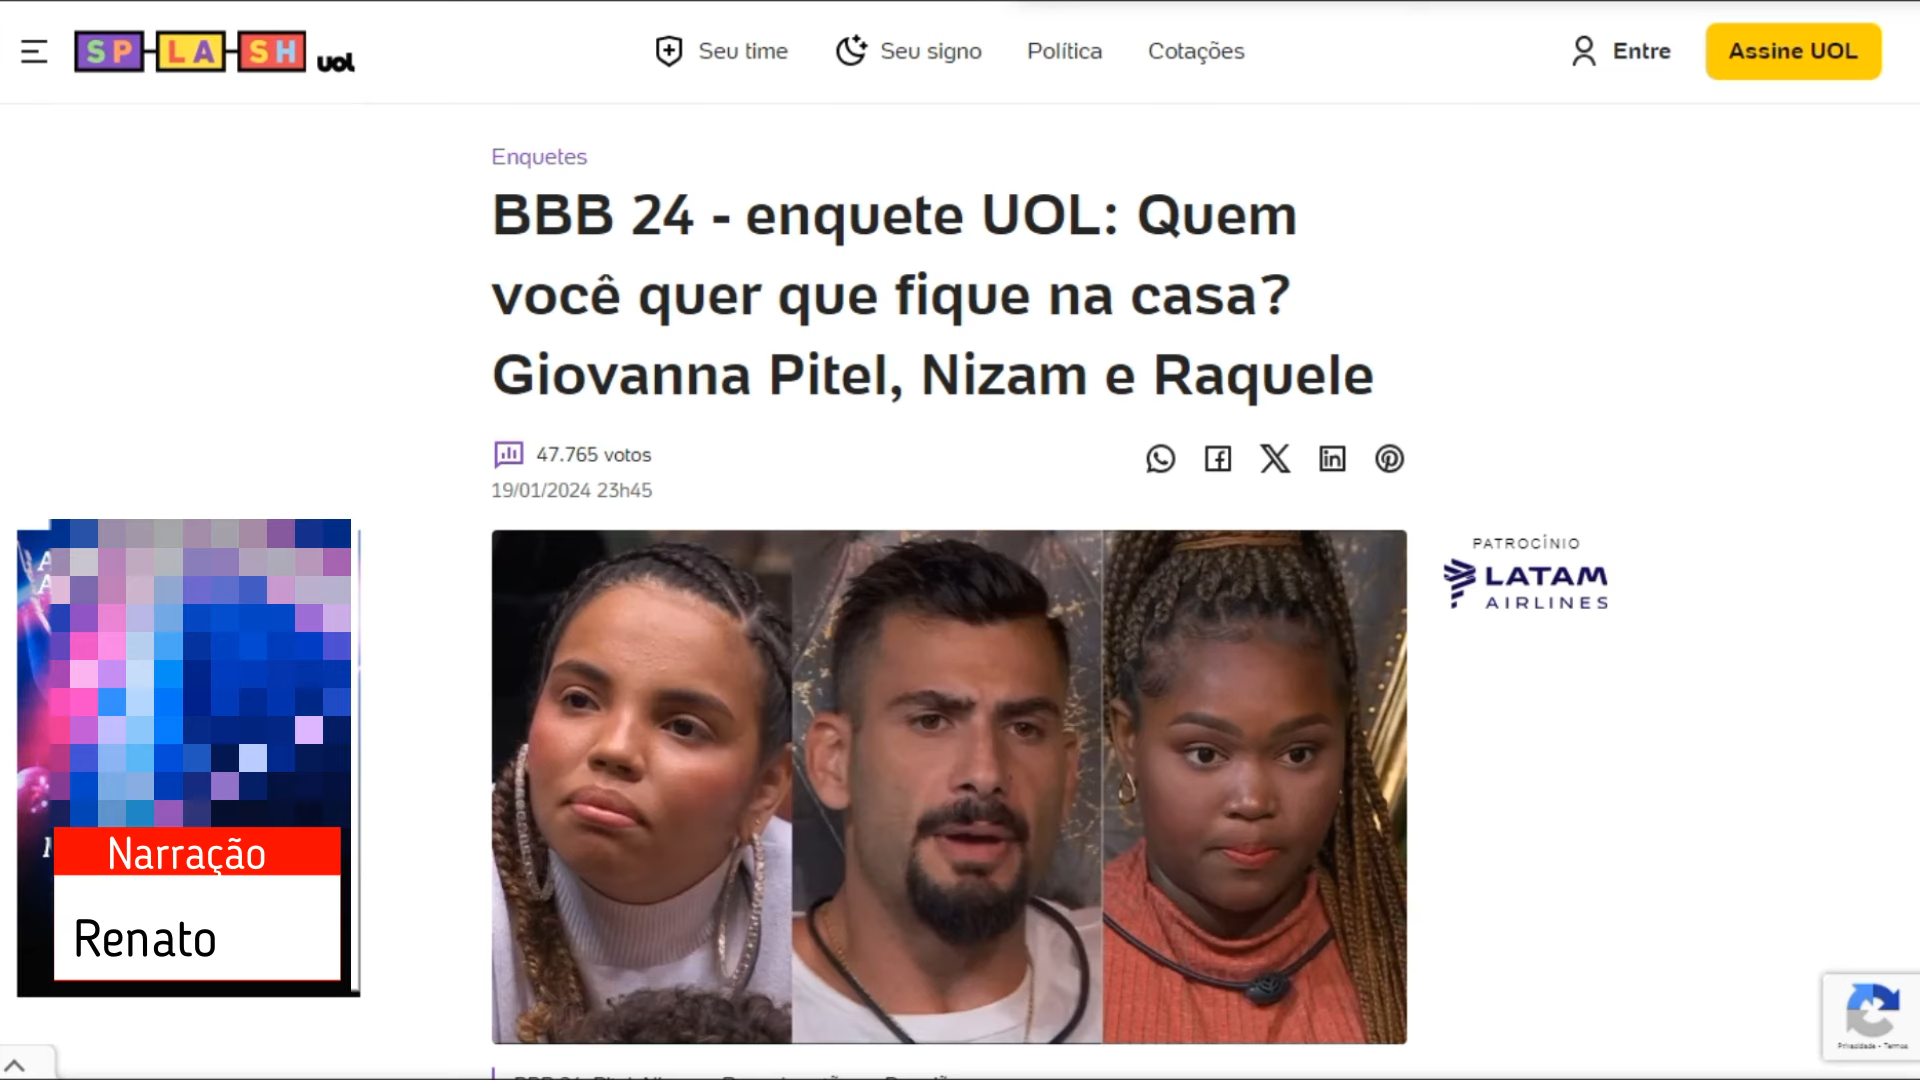 SPLASH uol
Seu time
Seu signo
Política
Cotações
Entre
Assine UOL
Enquetes
BBB 24 - enquete UOL: Quem
você quer que fique na casa?
Giovanna Pitel, Nizam e Raquele
47.765 votos
19/01/2024 23h45
PATROCÍNIO
LATAM
AIRLINES
Narração
Renato
Privacidade - Termos